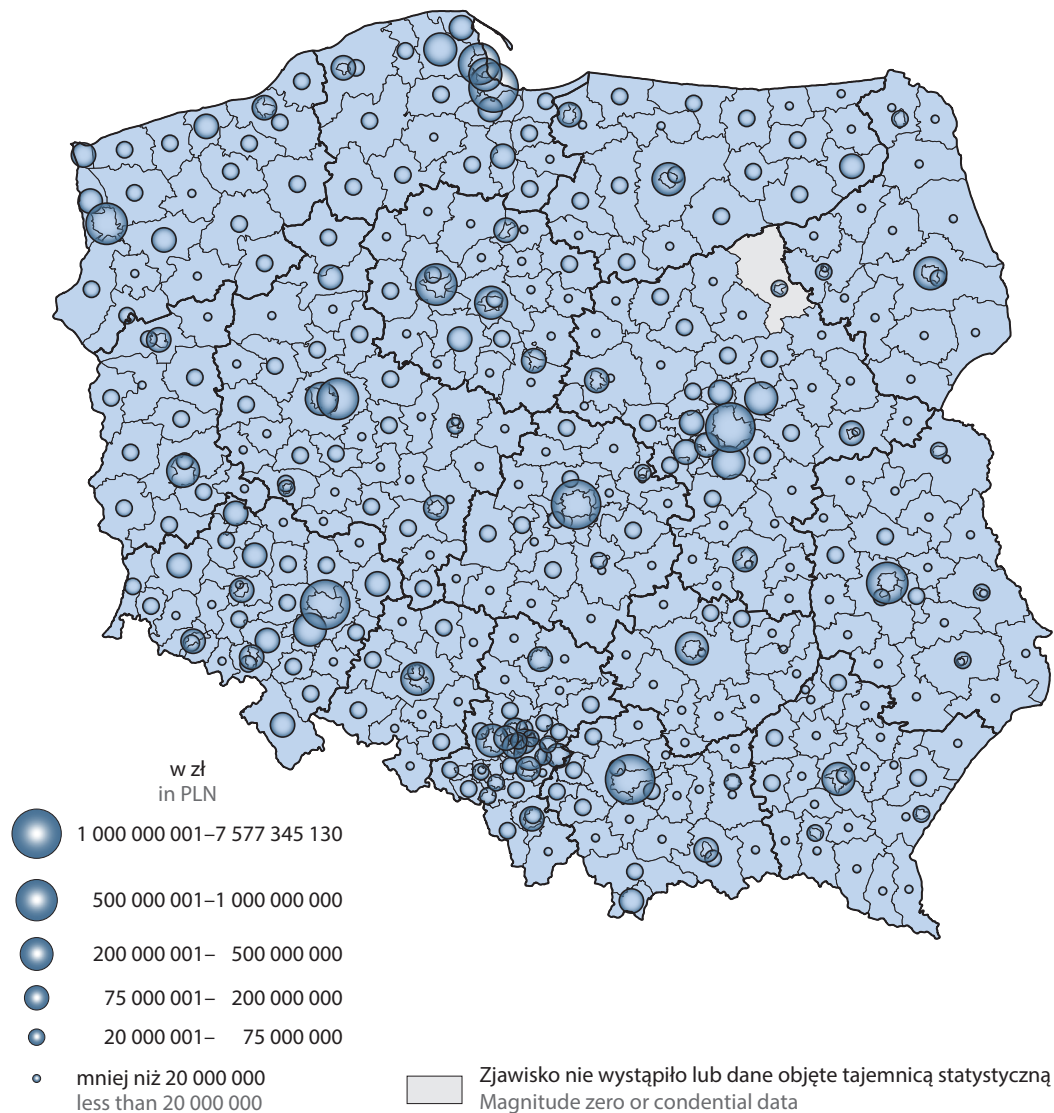 w zł
in PLN
1 000 000 001–7 577 345 130
500 000 001–1 000 000 000
200 000 001– 500 000 000
75 000 001– 200 000 000
20 000 001– 75 000 000
mniej niż 20 000 000
less than 20 000 000
Zjawisko nie wystąpiło lub dane objęte tajemnicą statystyczną
Magnitude zero or condential data